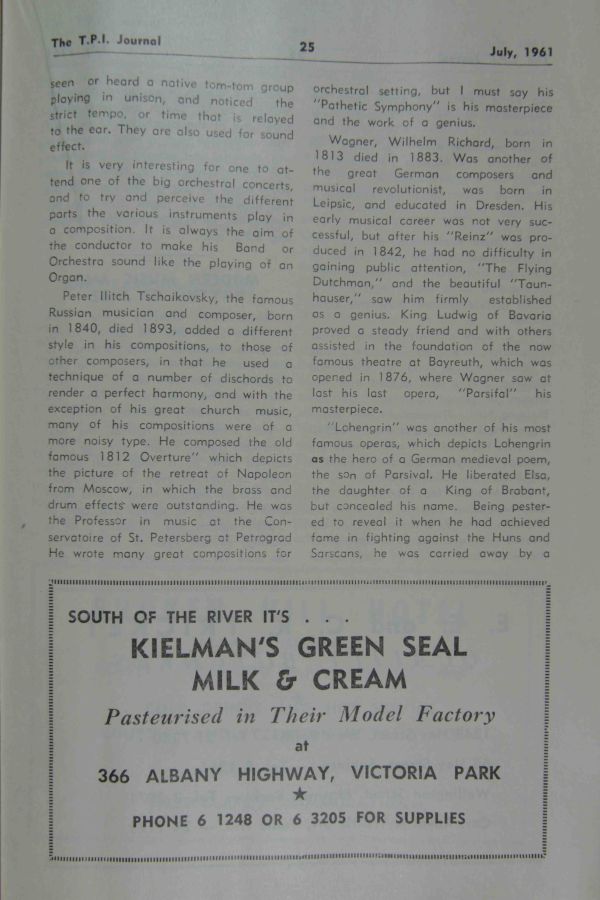 The T.P.I. Journal 25 July, 1961
seen or heard a native tom-tom group
playing in unison, and noticed the
strict tempo, or time that is relayed
to the ear. They are also used for sound
effect.
It is very interesting for one to at-
tend one of the big orchestral concerts,
and to try and perceive the different
parts the various instruments play in
a composition. It is always the aim of
the conductor to make his Band or
Orchestra sound like the playing of an
Organ.
Peter Ilitch Tschaikovsky, the famous
Russian musician and composer, born
in 1840, died 1893, added a different
style in his compositions, to those of
other composers, in that he used a
technique of a number of dischords to
render a perfect harmony, and with the
exception of his great church music,
many of his compositions were of a
more noisy type. He composed the old
famous 1812 Overture" which depicts
the picture of the retreat of Napoleon
from Moscow, in which the brass and
drum effects were outstanding. He was
the Professor in music at the Con-
servatoire of St. Petersberg at Petrograd
He wrote many great compositions for
orchestral setting, but I must say his
"Pathetic Symphony" is his masterpiece
and the work of a genius.
Wagner, Wilhelm Richard, born in
1813 died in 1883. Was another of
the great German composers and
musical revolutionist, was born in
Leipsic, and educated in Dresden. His
early musical career was not very suc-
cessful, but after his "Reinz" was pro-
duced in 1842, he had no difficulty in
gaining public attention, "The Flying
Dutchman," and the beautiful "Taun-
hauser," saw him firmly established
as a genius. King Ludwig of Bavaria
proved a steady friend and with others
assisted in the foundation of the now
famous theatre at Bayreuth, which was
opened in 1876, where Wagner saw at
last his last opera, "Parsifal" his
masterpiece.
"Lohengrin" was another of his most
famous operas, which depicts Lohengrin
as the hero of a German medieval poem,
the son of Parsival. He liberated Elsa,
the daughter of a King of Brabant,
but concealed his name. Being pester-
ed to reveal it when he had achieved
fame in fighting against the Huns and
Sarscans, he was carried away by a
SOUTH OF THE RIVER IT'S . . .
KIELMAN'S GREEN SEAL
MILK & CREAM
Pasteurised in Their Model Factory
at
366 ALBANY HIGHWAY, VICTORIA PARK
★
PHONE 6 1248 OR 6 3205 FOR SUPPLIES